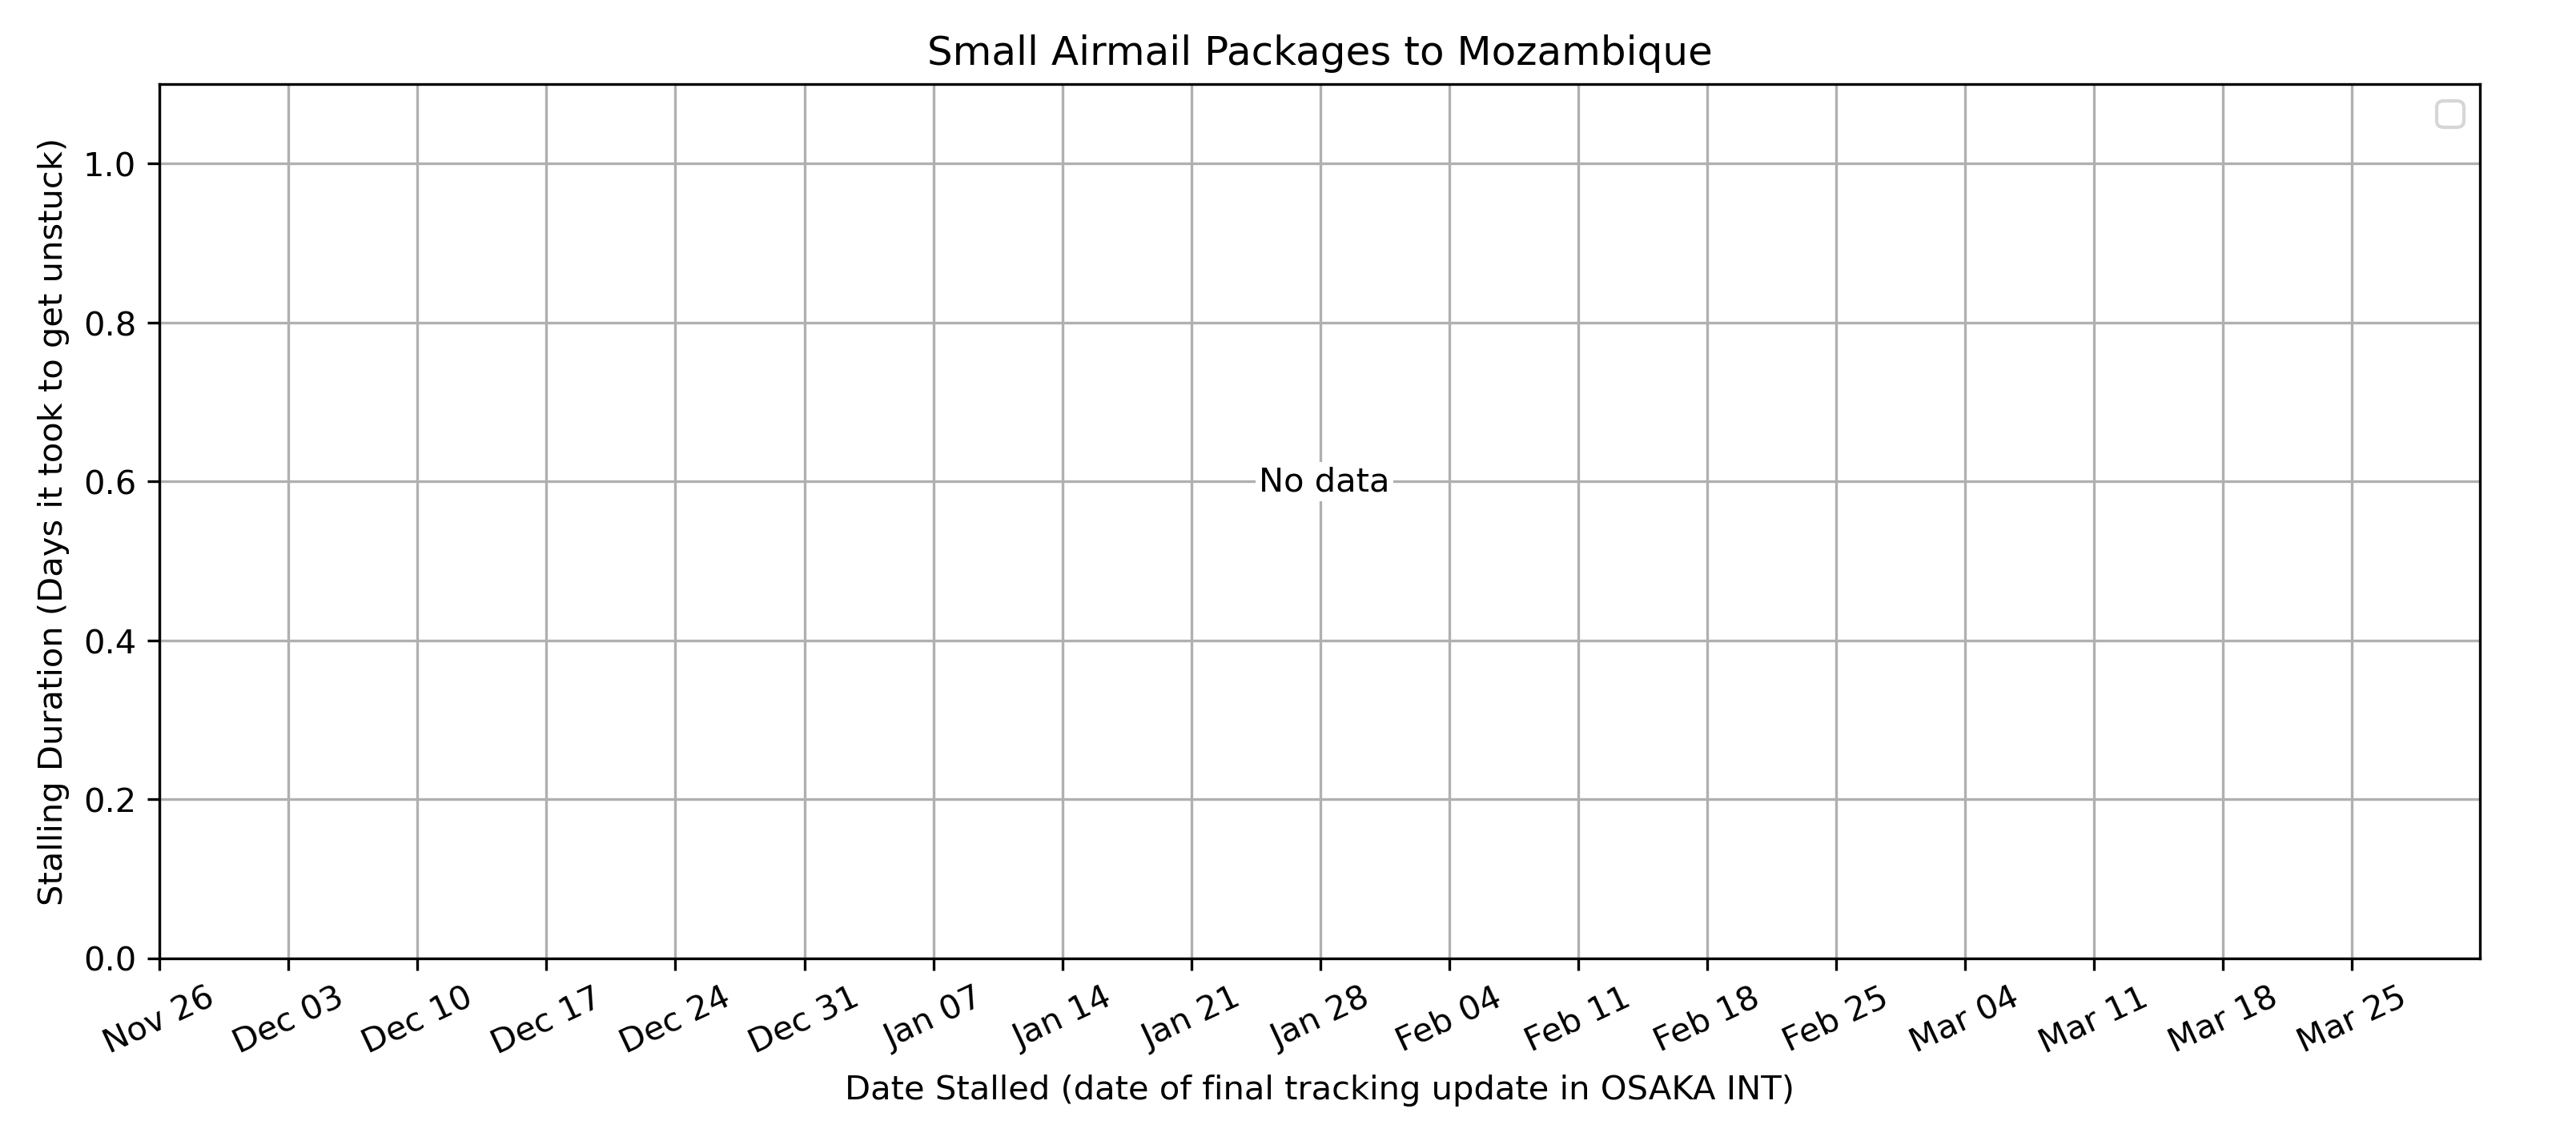 Small Airmail Packages to Mozambique
Stalling Duration (Days it took to get unstuck)
1.0
0.8
0.6
0.4
0.2
0.0
No data
Nov 26 Dec 03 Dec 10 Dec 17 Dec 24 Dec 31 Jan 07 Jan 14 Jan 21 Jan 28 Feb 04 Feb 11 Feb 18 Feb 25 Mar 04 Mar 11 Mar 18 Mar 25
Date Stalled (date of final tracking update in OSAKA INT)